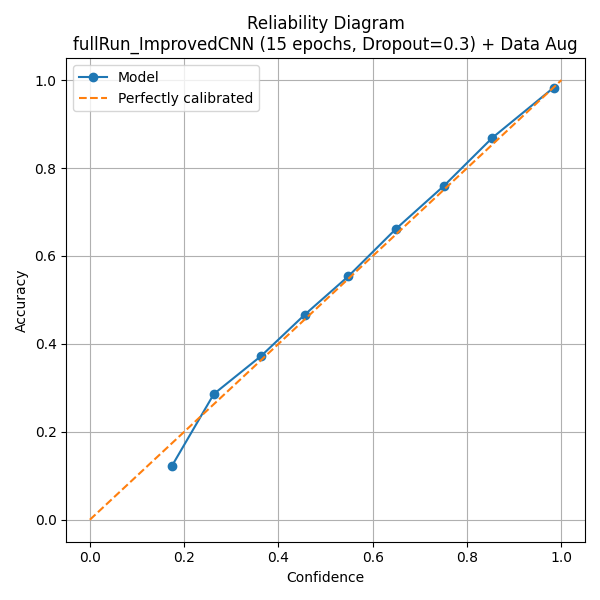 Reliability Diagram
fullRun_ImprovedCNN (15 epochs, Dropout=0.3) + Data Aug
Model
Perfectly calibrated
1.0
0.8
0.6
0.4
0.2
0.0
Accuracy
0.0 0.2 0.4 0.6 0.8 1.0
Confidence